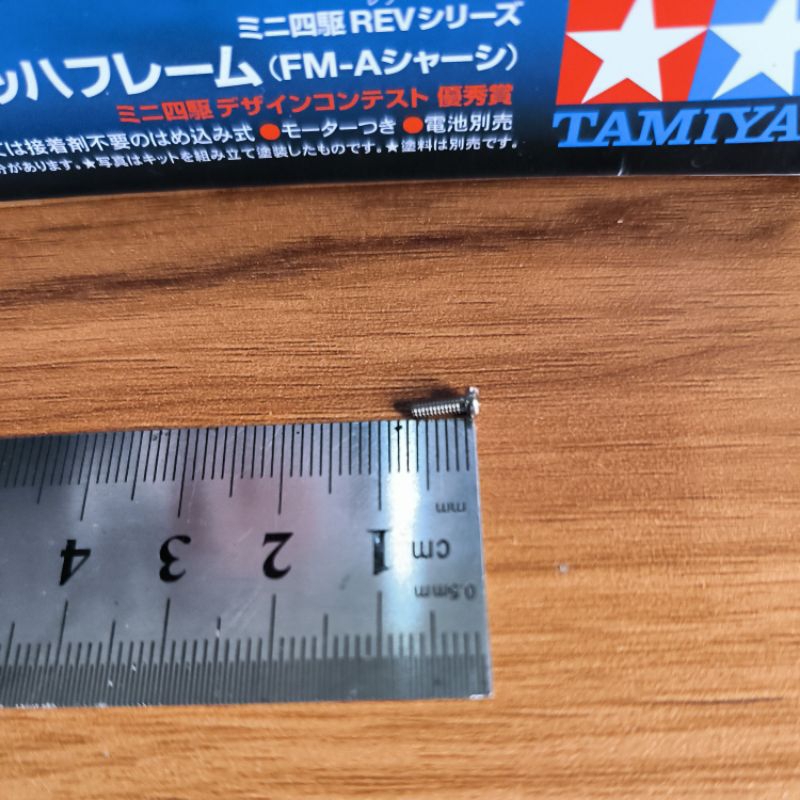 ミニ四駆 REVシリーズ
ッハフレーム(FM-Aシャーシ)
ミニ四駆 デザインコンテスト 優秀賞
ては接着剤不要のはめ込み式 ●モーターつき ●電池別売
分があります。★写真はキットを組み立て塗装したものです。★塗料は別売です。
TAMIYA
mm
4 3 2 1 cm
0.5mm